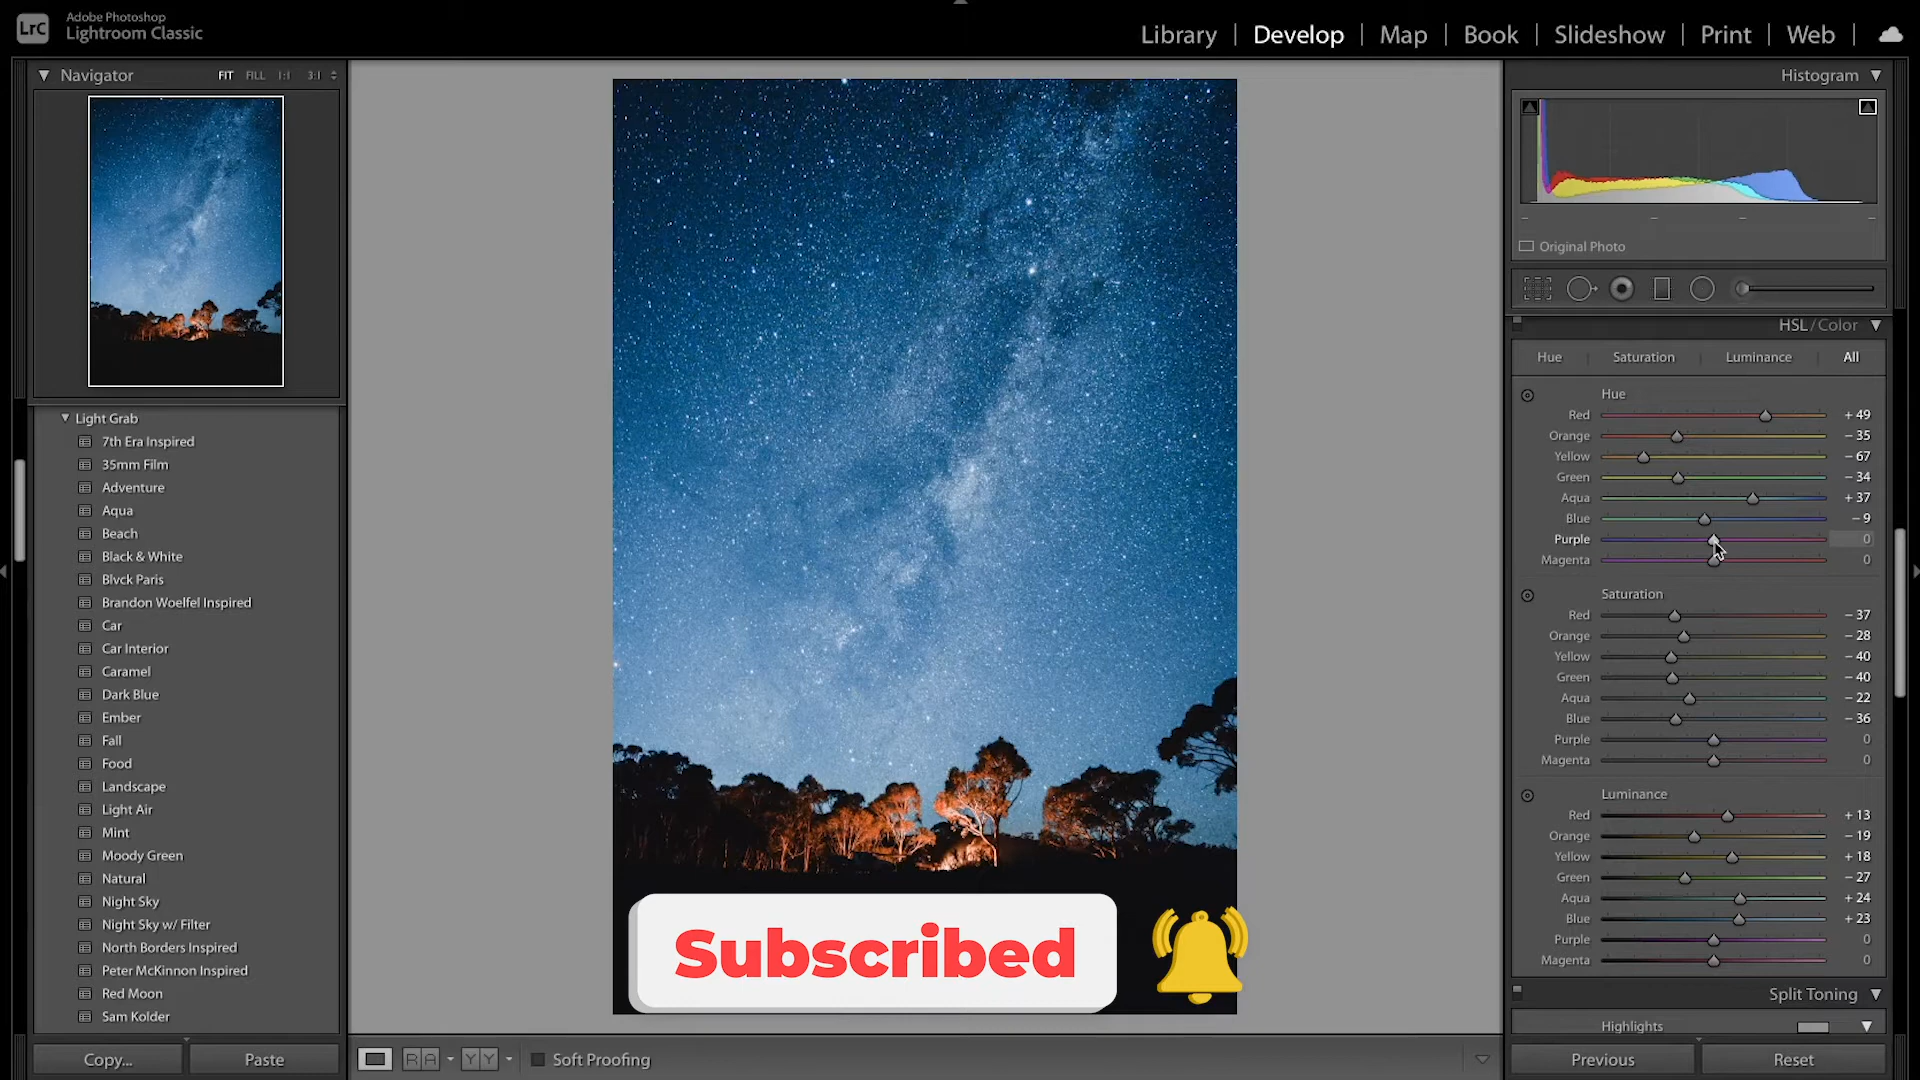 LrC
Adobe Photoshop
Lightroom Classic
Library | Develop | Map | Book | Slideshow | Print | Web |
Navigator FIT FILL 1:1 3:1
Light Grab
7th Era Inspired
35mm Film
Adventure
Aqua
Beach
Black & White
Blvck Paris
Brandon Woelfel Inspired
Car
Car Interior
Caramel
Dark Blue
Ember
Fall
Food
Landscape
Light Air
Mint
Moody Green
Natural
Night Sky
Night Sky w/ Filter
North Borders Inspired
Peter McKinnon Inspired
Red Moon
Sam Kolder
Copy... Paste
Subscribed
R A Y Y Soft Proofing
Histogram
Original Photo
HSL / Color
Hue | Saturation | Luminance | All
Hue
Red + 49
Orange - 35
Yellow - 67
Green - 34
Aqua + 37
Blue - 9
Purple 0
Magenta 0
Saturation
Red - 37
Orange - 28
Yellow - 40
Green - 40
Aqua - 22
Blue - 36
Purple 0
Magenta 0
Luminance
Red + 13
Orange - 19
Yellow + 18
Green - 27
Aqua + 24
Blue + 23
Purple 0
Magenta 0
Split Toning
Highlights
Previous Reset